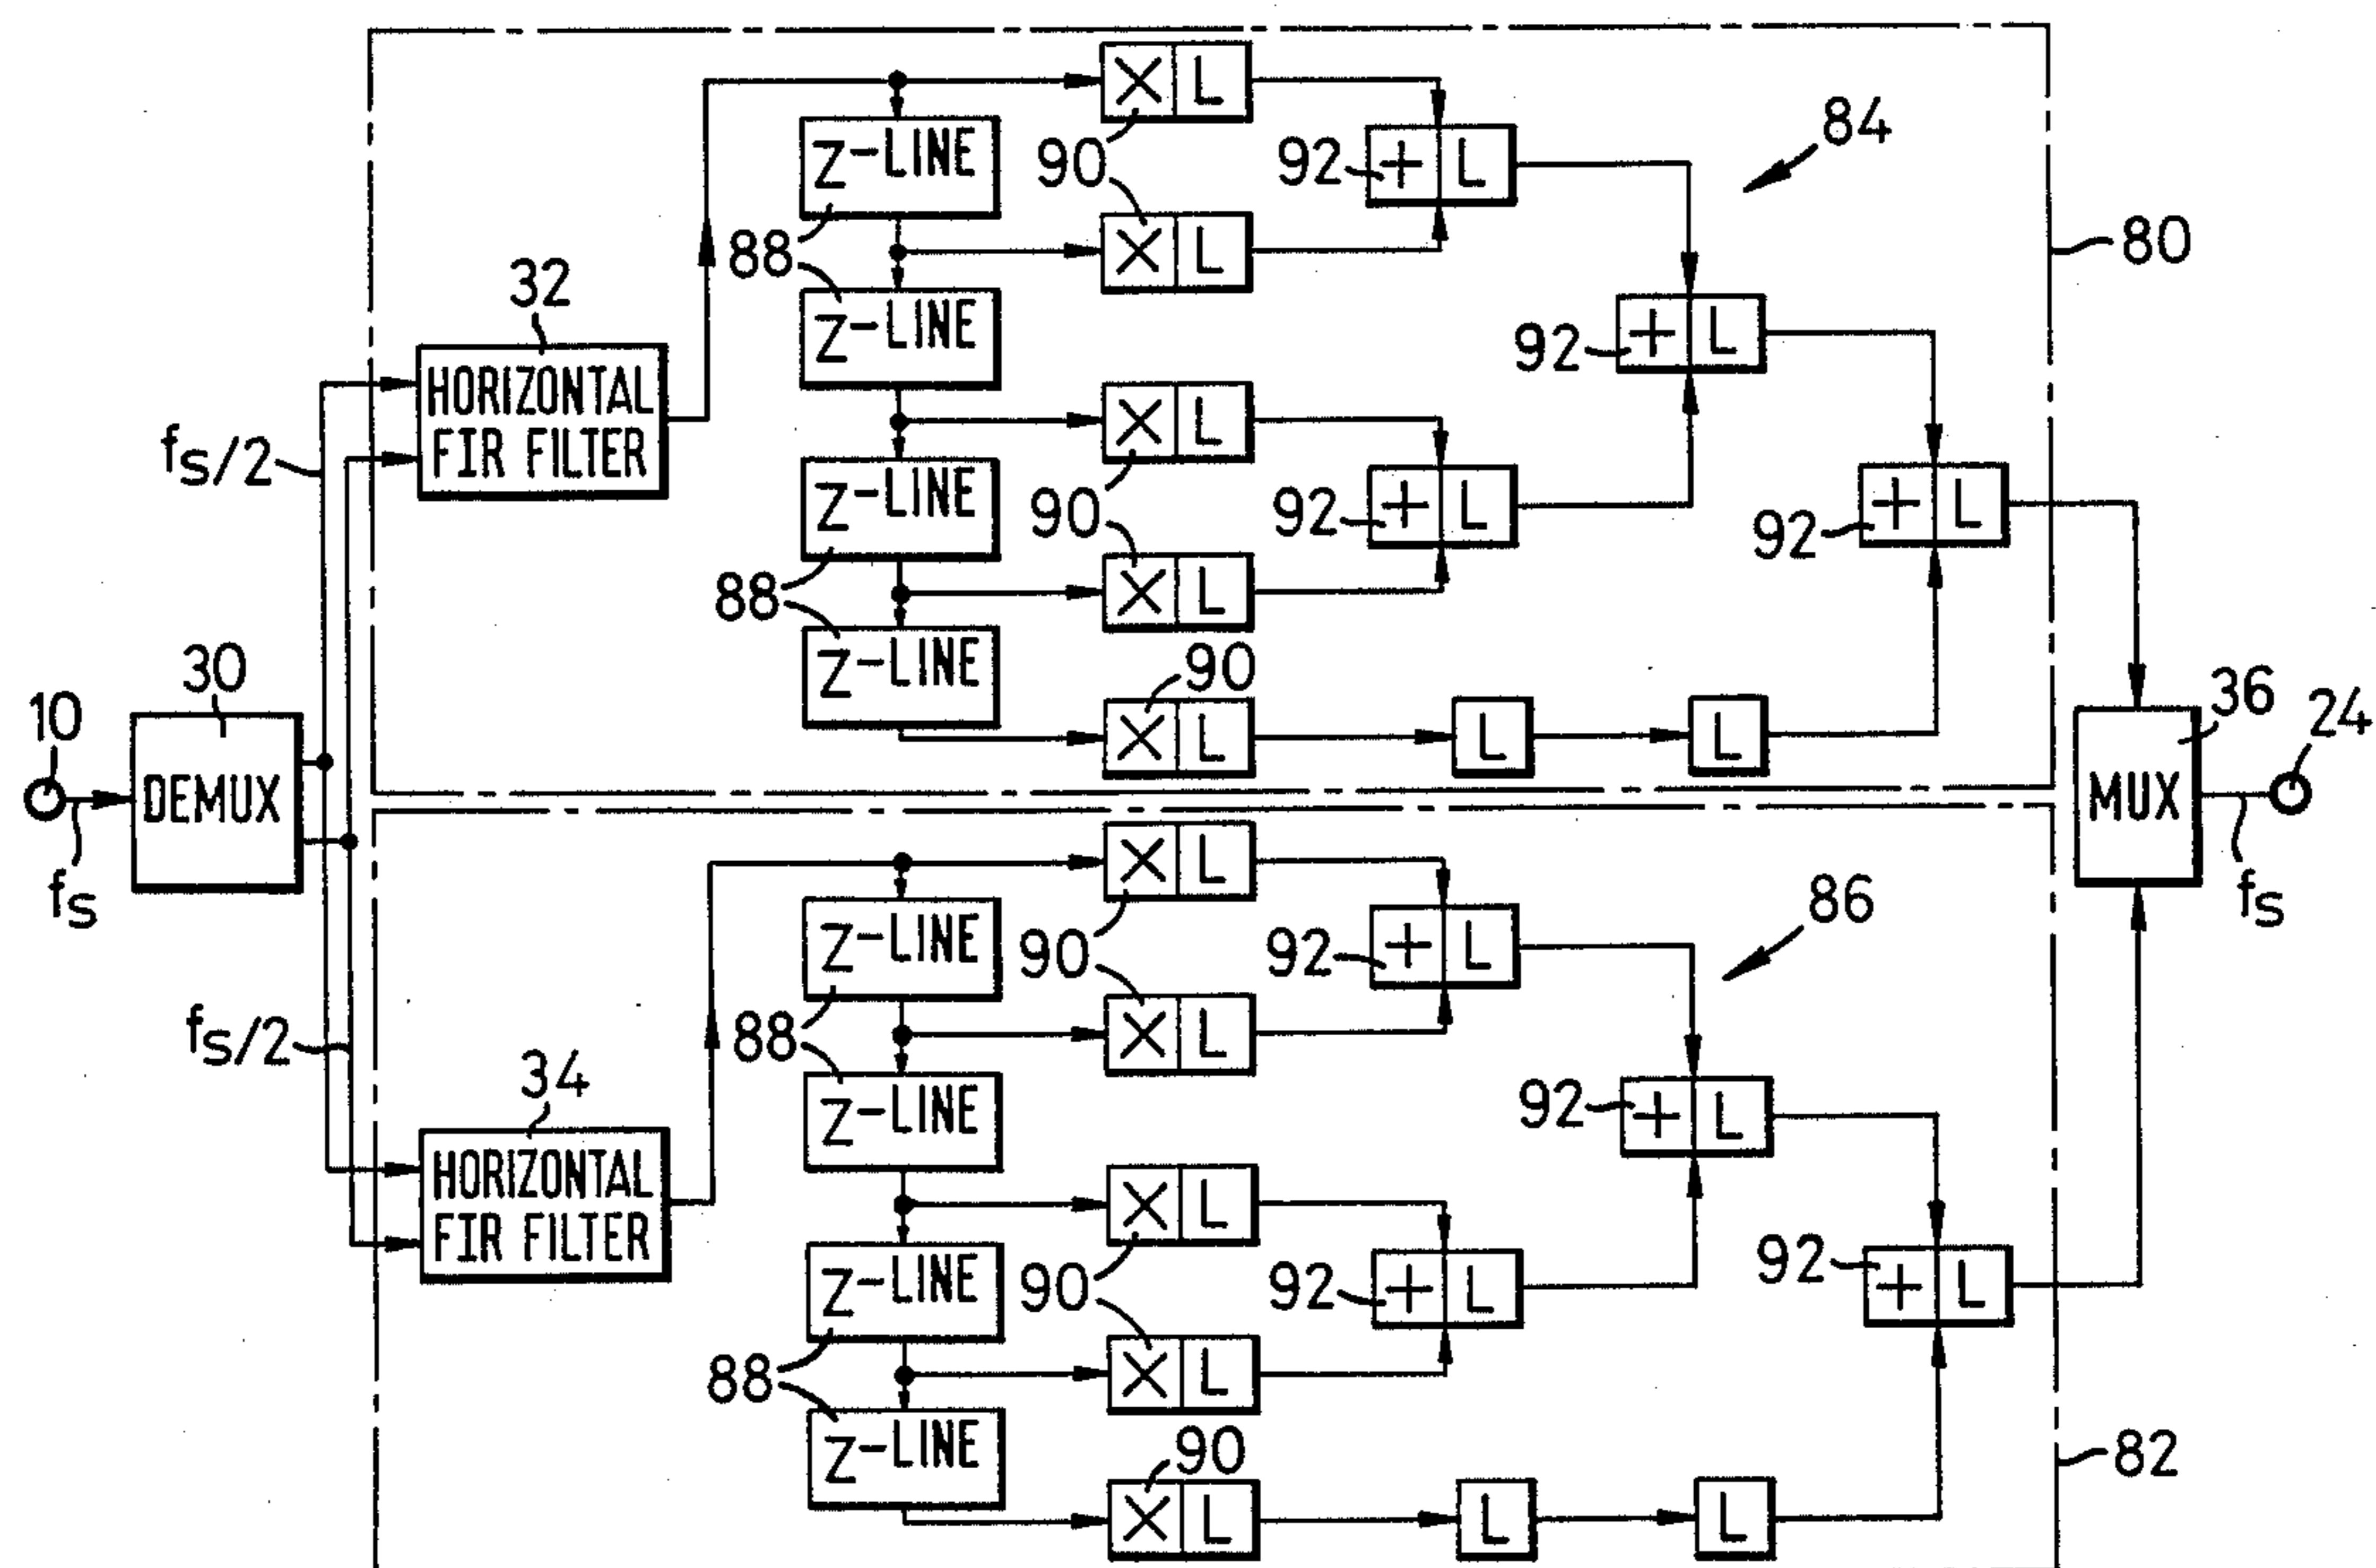 X L
Z-LINE
90
92
+ L
84
88
X L
80
32
Z-LINE
92
+ L
HORIZONTAL
FIR FILTER
fs/2
X L
Z-LINE
90
92
+ L
92
+ L
88
X L
Z-LINE
30
90
36
24
10
X L
L
L
DEMUX
MUX
fs
fs
X L
Z-LINE
90
92
+ L
86
88
X L
fs/2
34
Z-LINE
92
+ L
HORIZONTAL
FIR FILTER
X L
Z-LINE
90
92
+ L
92
+ L
88
X L
Z-LINE
90
82
X L
L
L